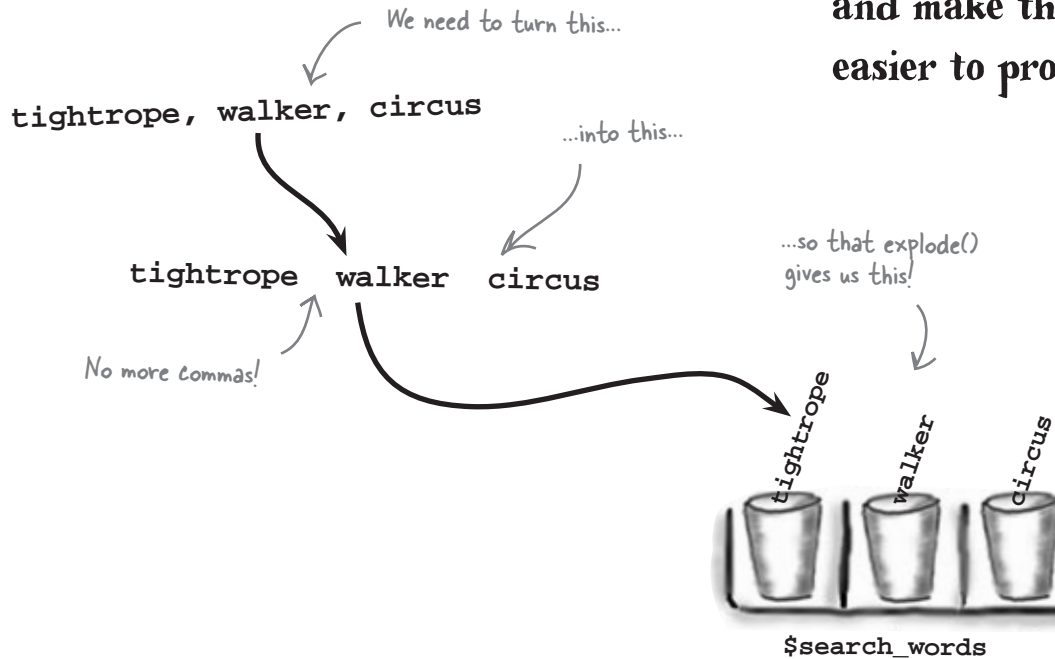 and make th
easier to pro
We need to turn this...
tightrope, walker, circus
...into this...
tightrope walker circus
No more commas!
...so that explode()
gives us this!
tightrope
walker
circus
$search_words